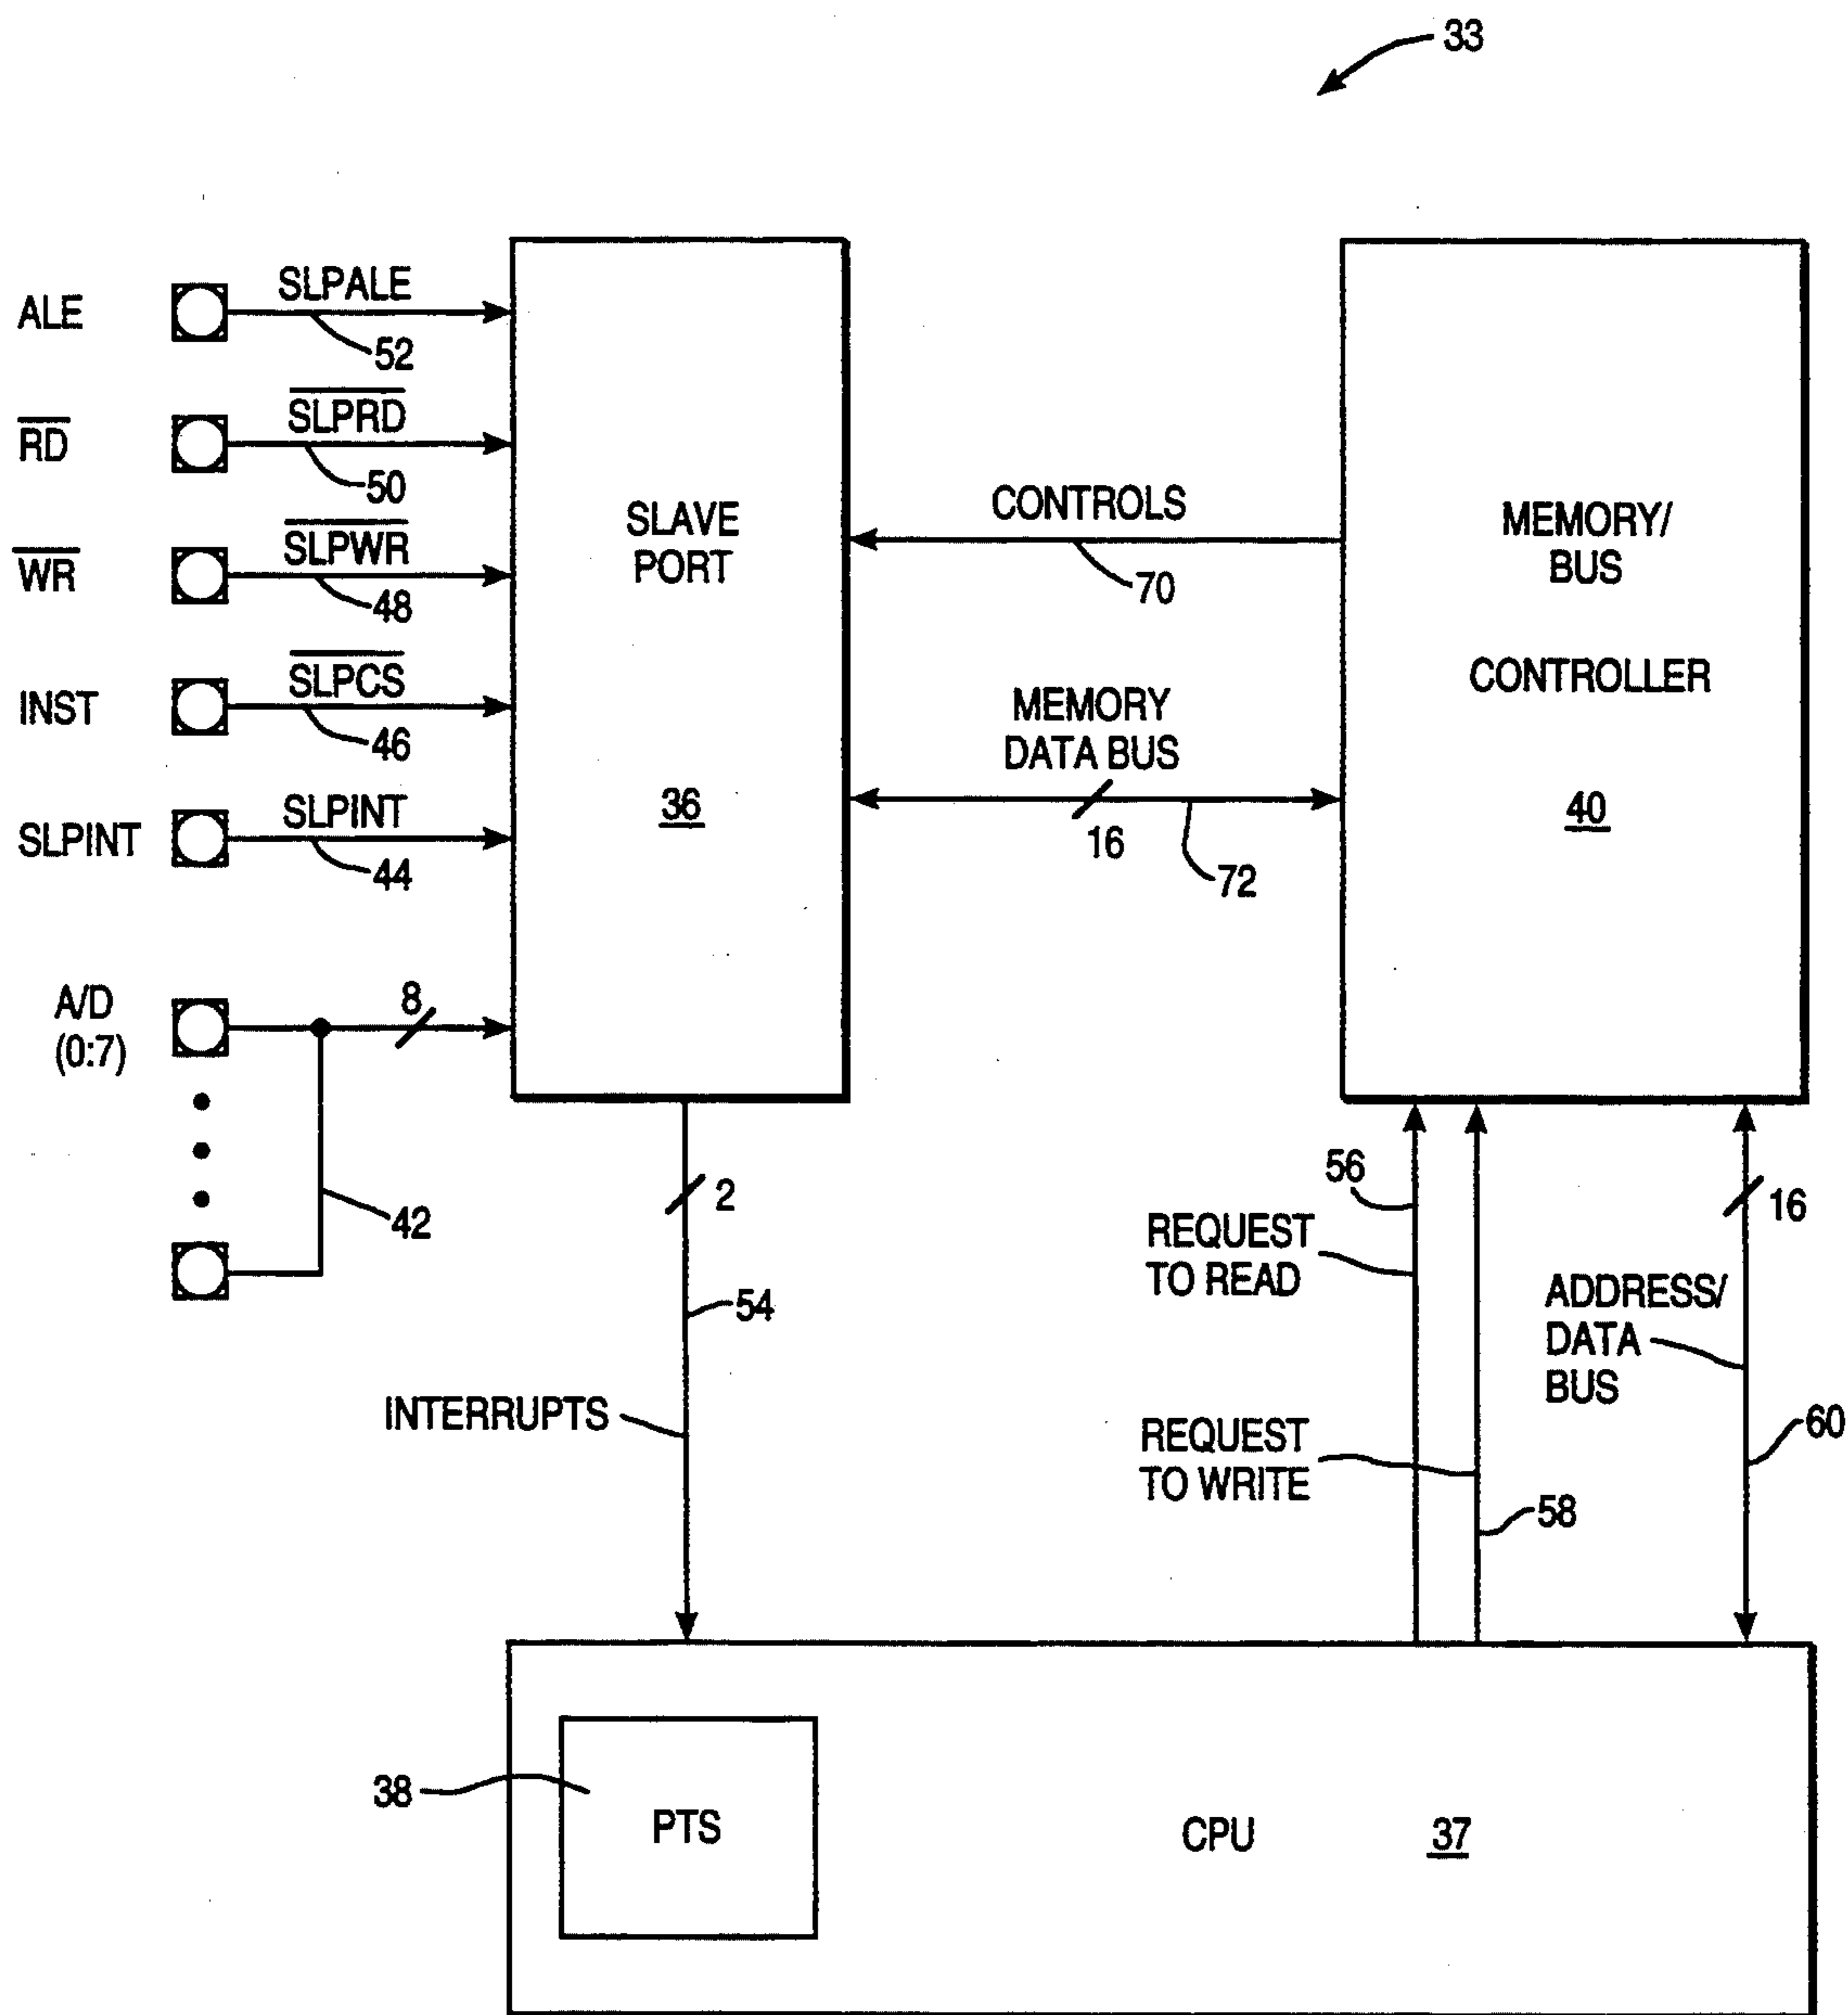 33
ALE
SLPALE
52
RD
SLPRD
50
WR
SLPWR
48
INST
SLPCS
46
SLPINT
SLPINT
44
A/D
(0:7)
8
42
SLAVE
PORT
36
CONTROLS
70
MEMORY
DATA BUS
16
72
MEMORY/
BUS
CONTROLLER
40
2
54
INTERRUPTS
56
REQUEST
TO READ
REQUEST
TO WRITE
58
16
ADDRESS/
DATA
BUS
60
38
PTS
CPU
37